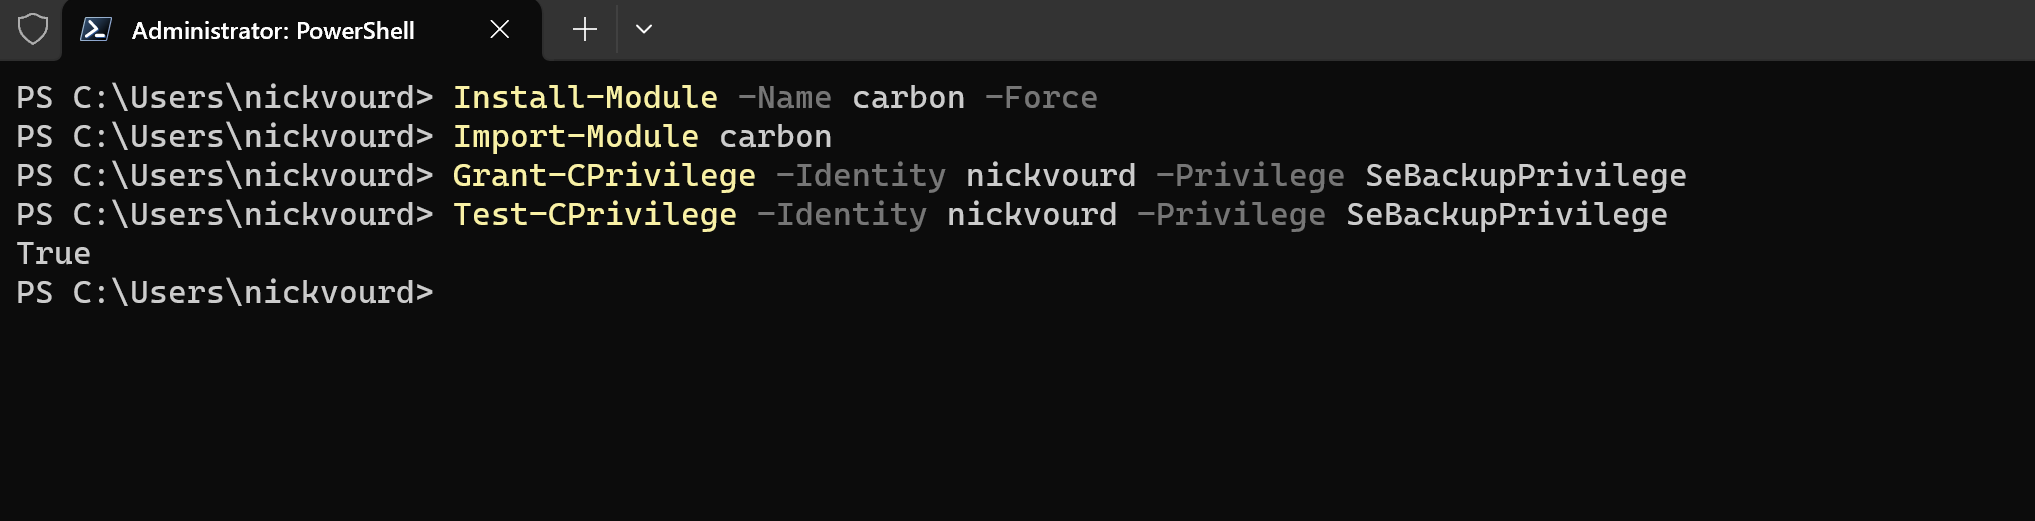 Administrator: PowerShell
PS C:\Users\nickvourd> Install-Module -Name carbon -Force
PS C:\Users\nickvourd> Import-Module carbon
PS C:\Users\nickvourd> Grant-CPrivilege -Identity nickvourd -Privilege SeBackupPrivilege
PS C:\Users\nickvourd> Test-CPrivilege -Identity nickvourd -Privilege SeBackupPrivilege
True
PS C:\Users\nickvourd>